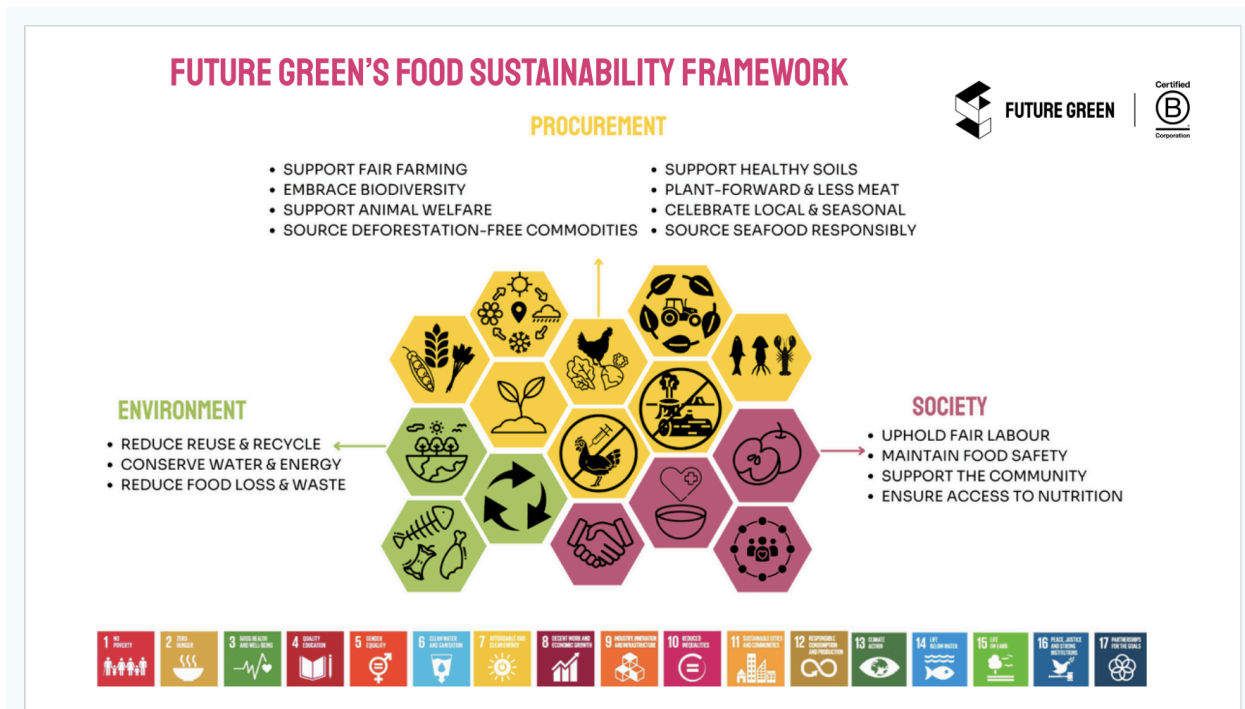 FUTURE GREEN'S FOOD SUSTAINABILITY FRAMEWORK
FUTURE GREEN
Certified
B
Corporation
PROCUREMENT
• SUPPORT FAIR FARMING
• EMBRACE BIODIVERSITY
• SUPPORT ANIMAL WELFARE
• SOURCE DEFORESTATION-FREE COMMODITIES
• SUPPORT HEALTHY SOILS
• PLANT-FORWARD & LESS MEAT
• CELEBRATE LOCAL & SEASONAL
• SOURCE SEAFOOD RESPONSIBLY
ENVIRONMENT
• REDUCE REUSE & RECYCLE
• CONSERVE WATER & ENERGY
• REDUCE FOOD LOSS & WASTE
SOCIETY
• UPHOLD FAIR LABOUR
• MAINTAIN FOOD SAFETY
• SUPPORT THE COMMUNITY
• ENSURE ACCESS TO NUTRITION
1 NO
POVERTY
2 ZERO
HUNGER
3 GOOD HEALTH
AND WELL-BEING
4 QUALITY
EDUCATION
5 GENDER
EQUALITY
6 CLEAN WATER
AND SANITATION
7 AFFORDABLE AND
CLEAN ENERGY
8 DECENT WORK AND
ECONOMIC GROWTH
9 INDUSTRY, INNOVATION
AND INFRASTRUCTURE
10 REDUCED
INEQUALITIES
11 SUSTAINABLE CITIES
AND COMMUNITIES
12 RESPONSIBLE
CONSUMPTION
AND PRODUCTION
13 CLIMATE
ACTION
14 LIFE
BELOW WATER
15 LIFE
ON LAND
16 PEACE, JUSTICE
AND STRONG
INSTITUTIONS
17 PARTNERSHIPS
FOR THE GOALS